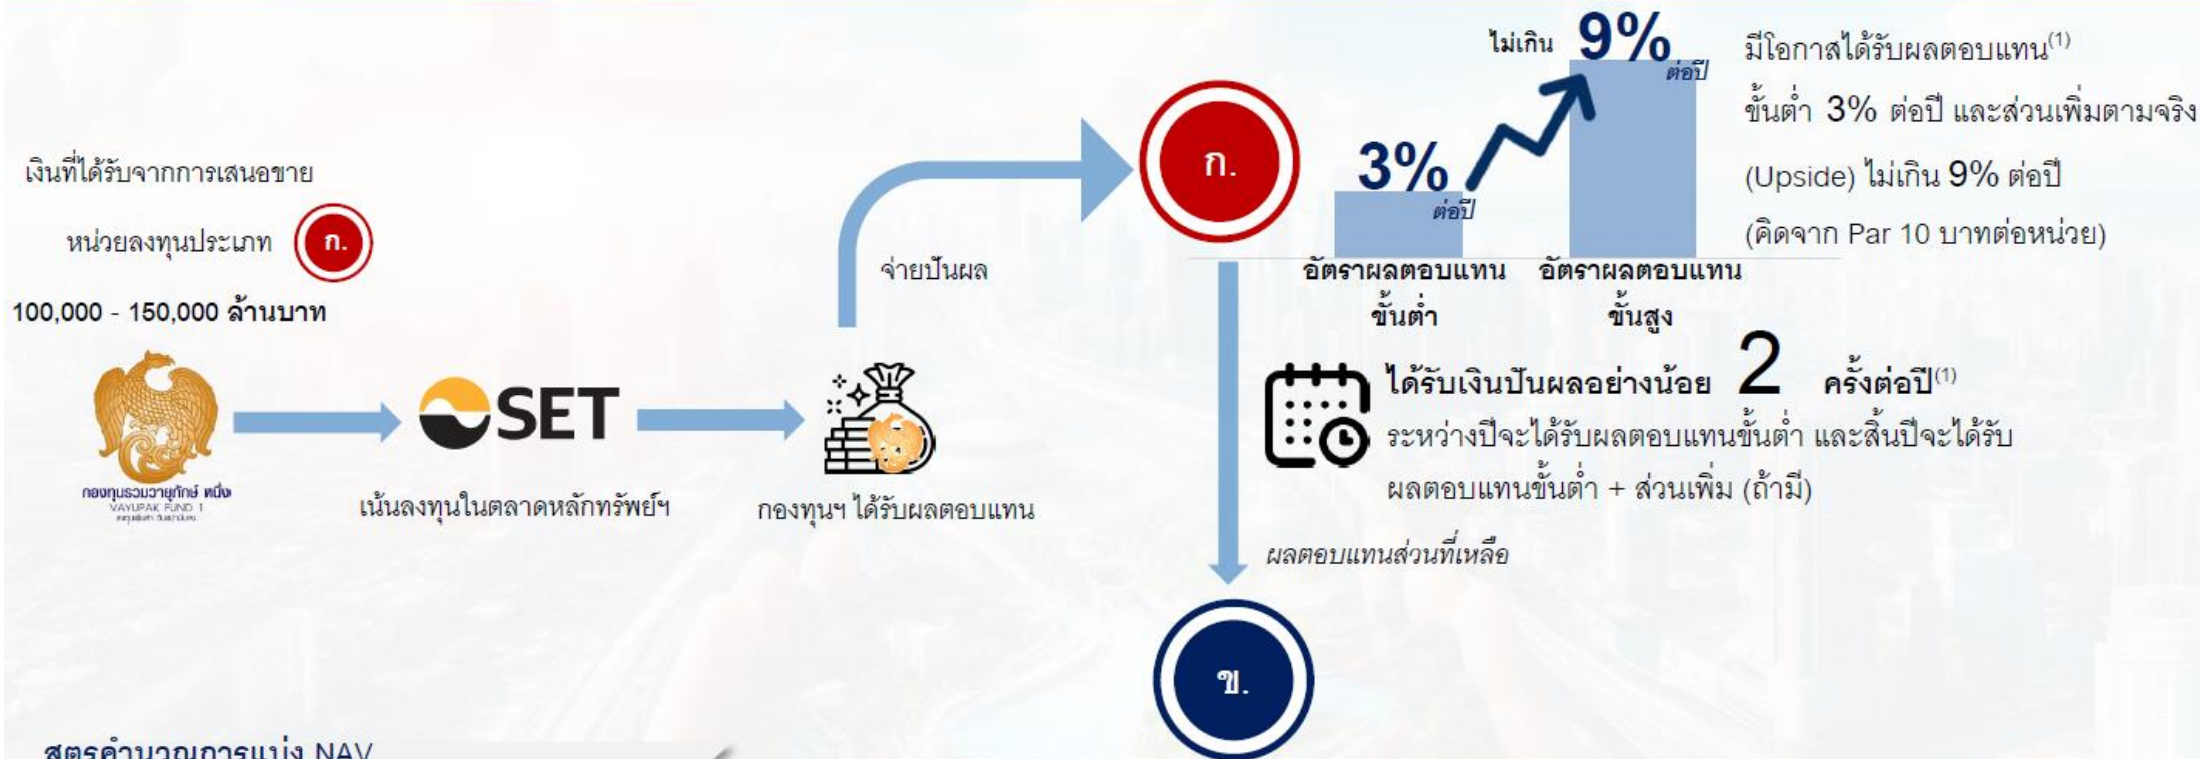 เงินที่ได้รับจากการเสนอขาย
หน่วยลงทุนประเภท ก.
100,000 - 150,000 ล้านบาท
กองทุนรวมวายุภักษ์ หนึ่ง
VAYUPAK FUND 1
SET
เน้นลงทุนในตลาดหลักทรัพย์ฯ
กองทุนฯ ได้รับผลตอบแทน
จ่ายปันผล
ก.
ไม่เกิน 9%
ต่อปี
3%
ต่อปี
อัตราผลตอบแทน
ขั้นต่ำ
อัตราผลตอบแทน
ขั้นสูง
มีโอกาสได้รับผลตอบแทน(1)
ขั้นต่ำ 3% ต่อปี และส่วนเพิ่มตามจริง
(Upside) ไม่เกิน 9% ต่อปี
(คิดจาก Par 10 บาทต่อหน่วย)
ได้รับเงินปันผลอย่างน้อย 2 ครั้งต่อปี(1)
ระหว่างปีจะได้รับผลตอบแทนขั้นต่ำ และสิ้นปีจะได้รับ
ผลตอบแทนขั้นต่ำ + ส่วนเพิ่ม (ถ้ามี)
ผลตอบแทนส่วนที่เหลือ
ข.
สูตรคำนวณการแบ่ง NAV